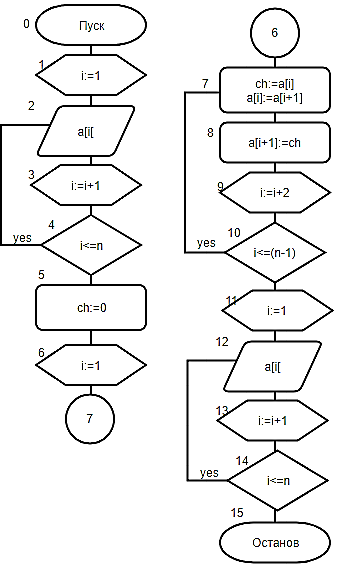 0
Пуск
1
i:=1
2
a[i[
3
i:=i+1
4
i<=n
yes
5
ch:=0
6
i:=1
7
6
7
ch:=a[i]
a[i]:=a[i+1]
8
a[i+1]:=ch
9
i:=i+2
10
i<=(n-1)
yes
11
i:=1
12
a[i[
13
i:=i+1
14
i<=n
yes
15
Останов